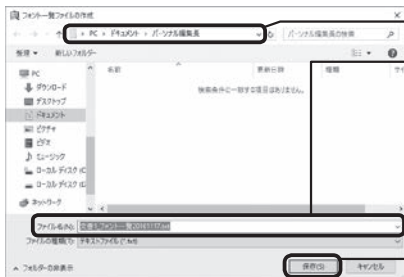 フォント一覧ファイルの作成
PC › ドキュメント › パーソナル編集長
パーソナル編集長の検索
整理 新しいフォルダー
名前 更新日時 種類 サイ
検索条件に一致する項目はありません。
PC
ダウンロード
デスクトップ
ドキュメント
ピクチャ
ビデオ
ミュージック
ローカル ディスク (C
ローカル ディスク (D
ネットワーク
ファイル名(N):
ファイルの種類(T): テキストファイル (*.txt)
フォルダーの非表示
保存(S) キャンセル